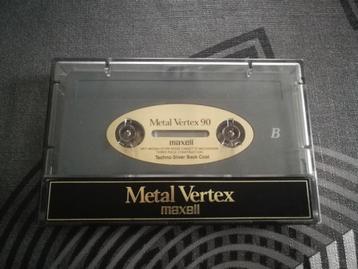 Metal Vertex 90
maxell
Techno-Silver Back Coat
B
Metal Vertex
maxell